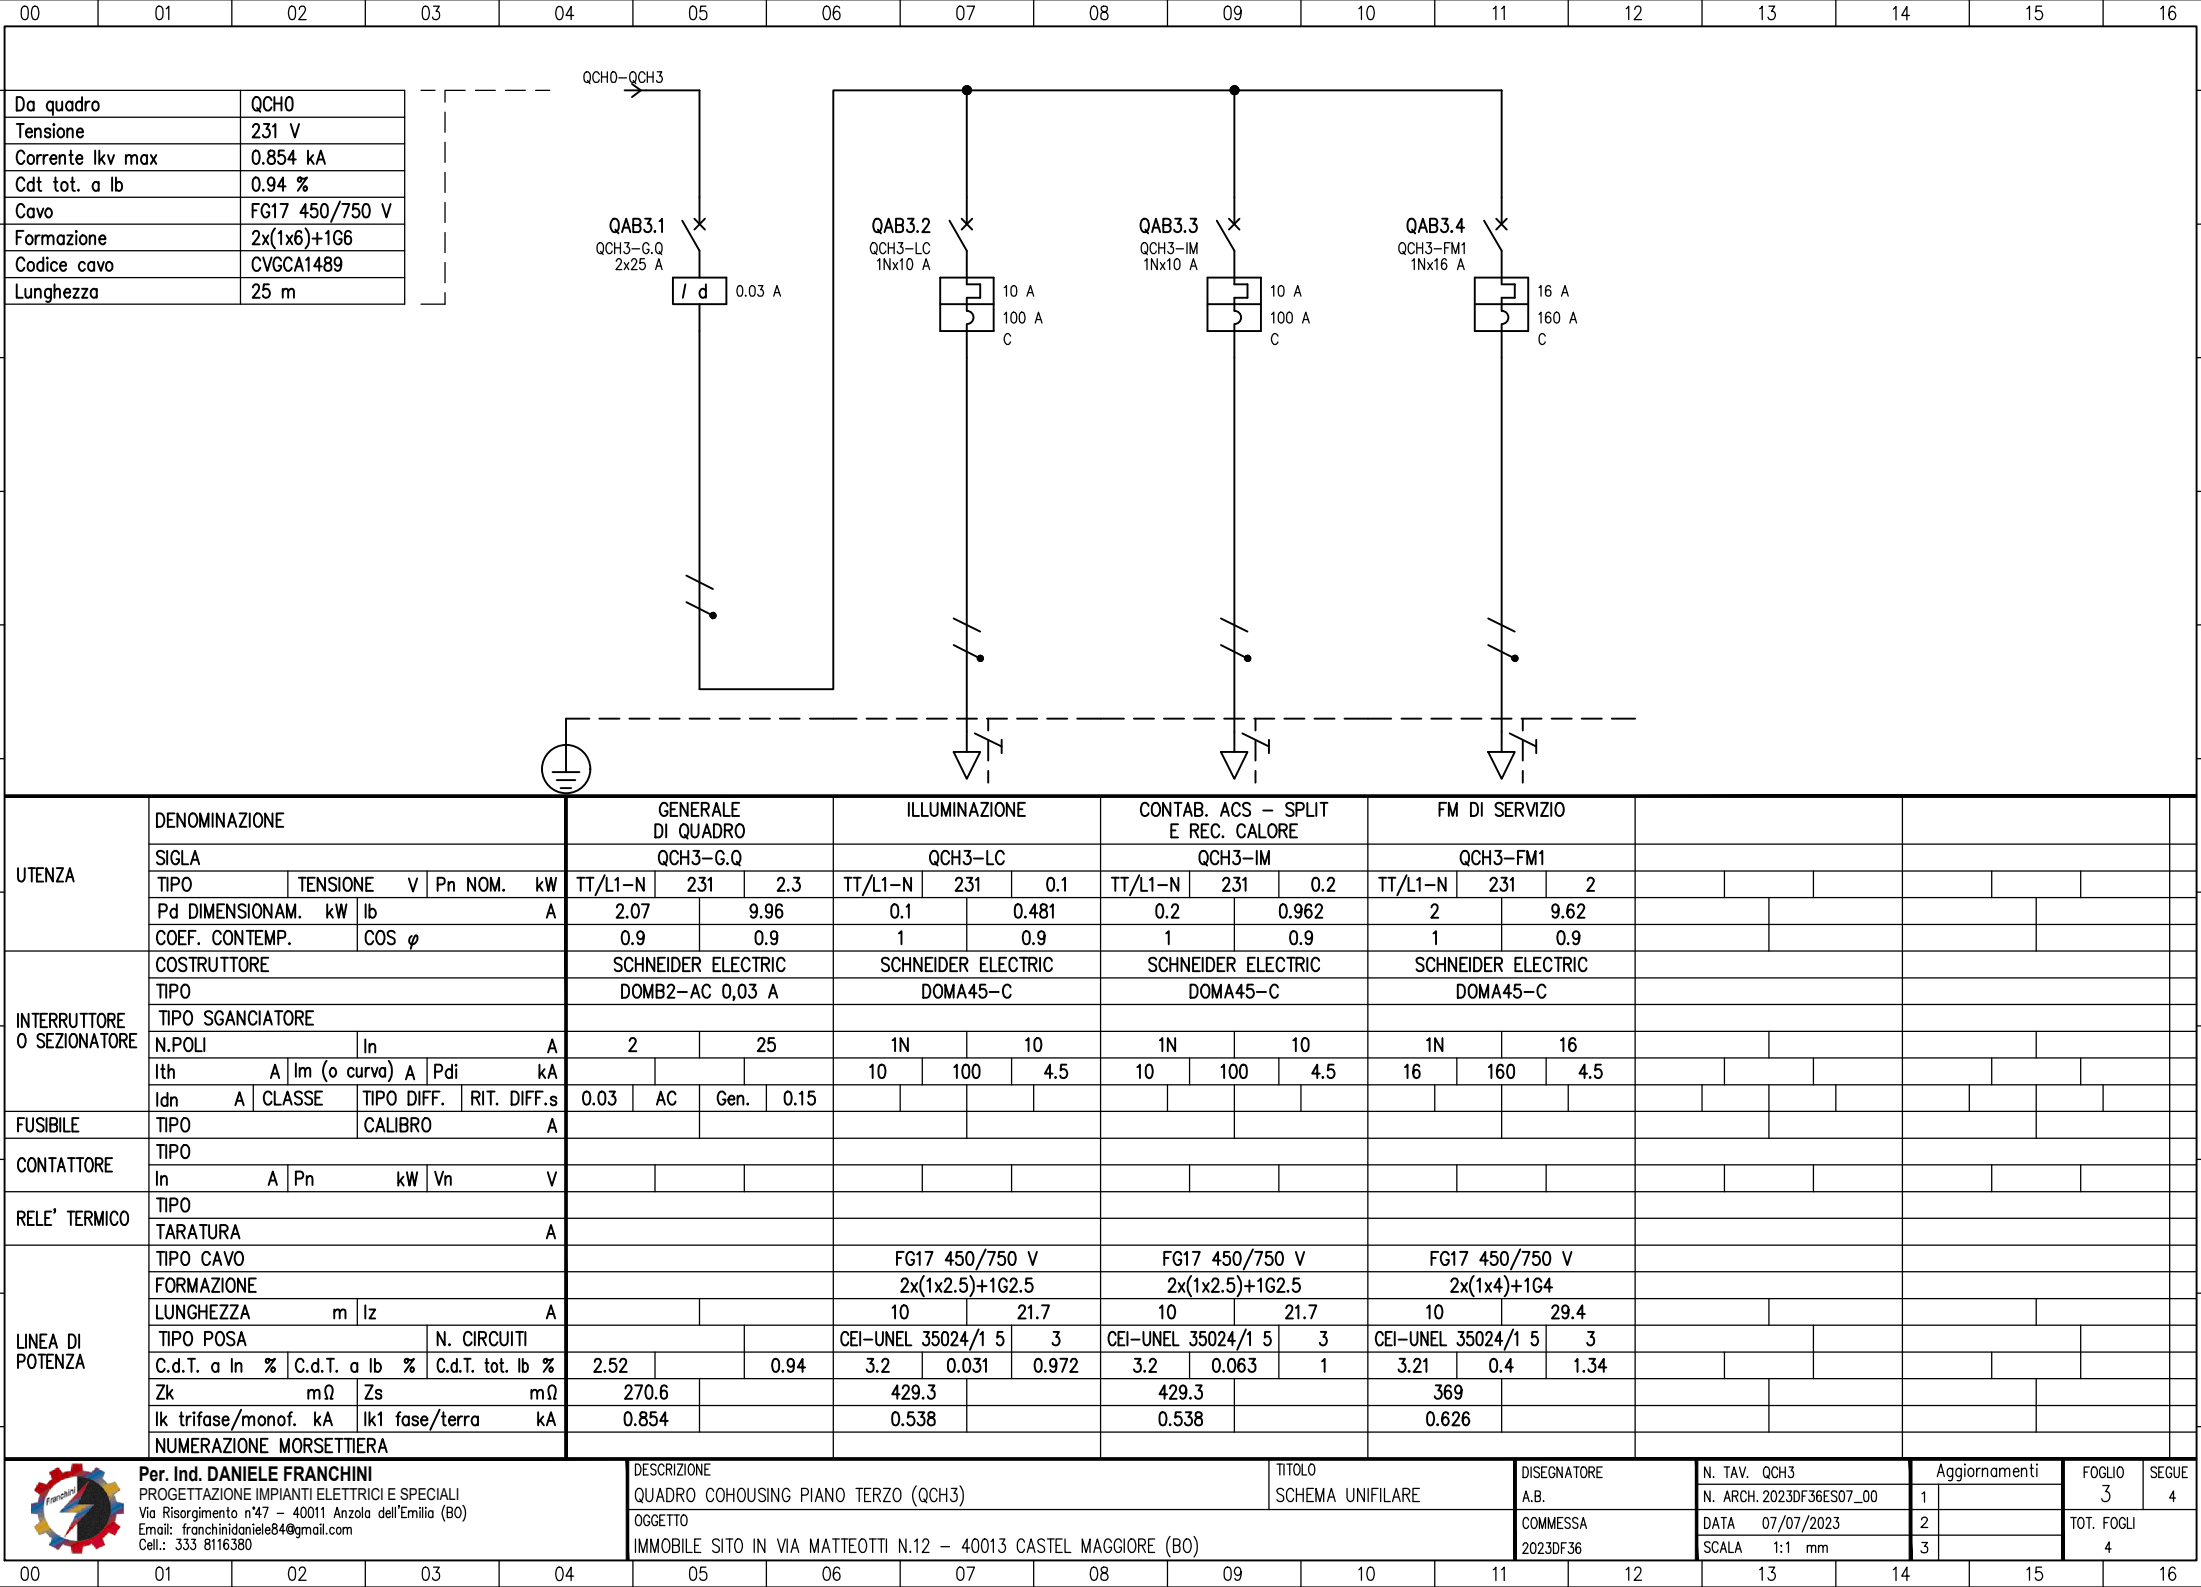 00 01 02 03 04 05 06 07 08 09 10 11 12 13 14 15 16
QCH0-QCH3
Da quadro QCH0
Tensione 231 V
Corrente Ikv max 0.854 kA
Cdt tot. a Ib 0.94 %
Cavo FG17 450/750 V
Formazione 2x(1x6)+1G6
Codice cavo CVGCA1489
Lunghezza 25 m
QAB3.1
QCH3-G.Q
2x25 A
I d 0.03 A
QAB3.2
QCH3-LC
1Nx10 A
10 A
100 A
C
QAB3.3
QCH3-IM
1Nx10 A
10 A
100 A
C
QAB3.4
QCH3-FM1
1Nx16 A
16 A
160 A
C
UTENZA
DENOMINAZIONE GENERALE DI QUADRO ILLUMINAZIONE CONTAB. ACS - SPLIT E REC. CALORE FM DI SERVIZIO
SIGLA QCH3-G.Q QCH3-LC QCH3-IM QCH3-FM1
TIPO TENSIONE V Pn NOM. kW TT/L1-N 231 2.3 TT/L1-N 231 0.1 TT/L1-N 231 0.2 TT/L1-N 231 2
Pd DIMENSIONAM. kW Ib A 2.07 9.96 0.1 0.481 0.2 0.962 2 9.62
COEF. CONTEMP. COS φ 0.9 0.9 1 0.9 1 0.9 1 0.9
INTERRUTTORE
O SEZIONATORE
COSTRUTTORE SCHNEIDER ELECTRIC SCHNEIDER ELECTRIC SCHNEIDER ELECTRIC SCHNEIDER ELECTRIC
TIPO DOMB2-AC 0,03 A DOMA45-C DOMA45-C DOMA45-C
TIPO SGANCIATORE
N.POLI In A 2 25 1N 10 1N 10 1N 16
Ith A Im (o curva) A Pdi kA 10 100 4.5 10 100 4.5 16 160 4.5
Idn A CLASSE TIPO DIFF. RIT. DIFF.s 0.03 AC Gen. 0.15
FUSIBILE TIPO CALIBRO A
CONTATTORE
TIPO
In A Pn kW Vn V
RELE' TERMICO
TIPO
TARATURA A
LINEA DI
POTENZA
TIPO CAVO FG17 450/750 V FG17 450/750 V FG17 450/750 V
FORMAZIONE 2x(1x2.5)+1G2.5 2x(1x2.5)+1G2.5 2x(1x4)+1G4
LUNGHEZZA m Iz A 10 21.7 10 21.7 10 29.4
TIPO POSA N. CIRCUITI CEI-UNEL 35024/1 5 3 CEI-UNEL 35024/1 5 3 CEI-UNEL 35024/1 5 3
C.d.T. a In % C.d.T. a Ib % C.d.T. tot. Ib % 2.52 0.94 3.2 0.031 0.972 3.2 0.063 1 3.21 0.4 1.34
Zk mΩ Zs mΩ 270.6 429.3 429.3 369
Ik trifase/monof. kA Ik1 fase/terra kA 0.854 0.538 0.538 0.626
NUMERAZIONE MORSETTIERA
Franchini
Per. Ind. DANIELE FRANCHINI
PROGETTAZIONE IMPIANTI ELETTRICI E SPECIALI
Via Risorgimento n°47 - 40011 Anzola dell'Emilia (BO)
Email: franchinidaniele84@gmail.com
Cell.: 333 8116380
DESCRIZIONE
QUADRO COHOUSING PIANO TERZO (QCH3)
OGGETTO
IMMOBILE SITO IN VIA MATTEOTTI N.12 - 40013 CASTEL MAGGIORE (BO)
TITOLO
SCHEMA UNIFILARE
DISEGNATORE
A.B.
COMMESSA
2023DF36
N. TAV. QCH3
N. ARCH. 2023DF36ES07_00
DATA 07/07/2023
SCALA 1:1 mm
Aggiornamenti
1
2
3
FOGLIO
3
SEGUE
4
TOT. FOGLI
4
00 01 02 03 04 05 06 07 08 09 10 11 12 13 14 15 16